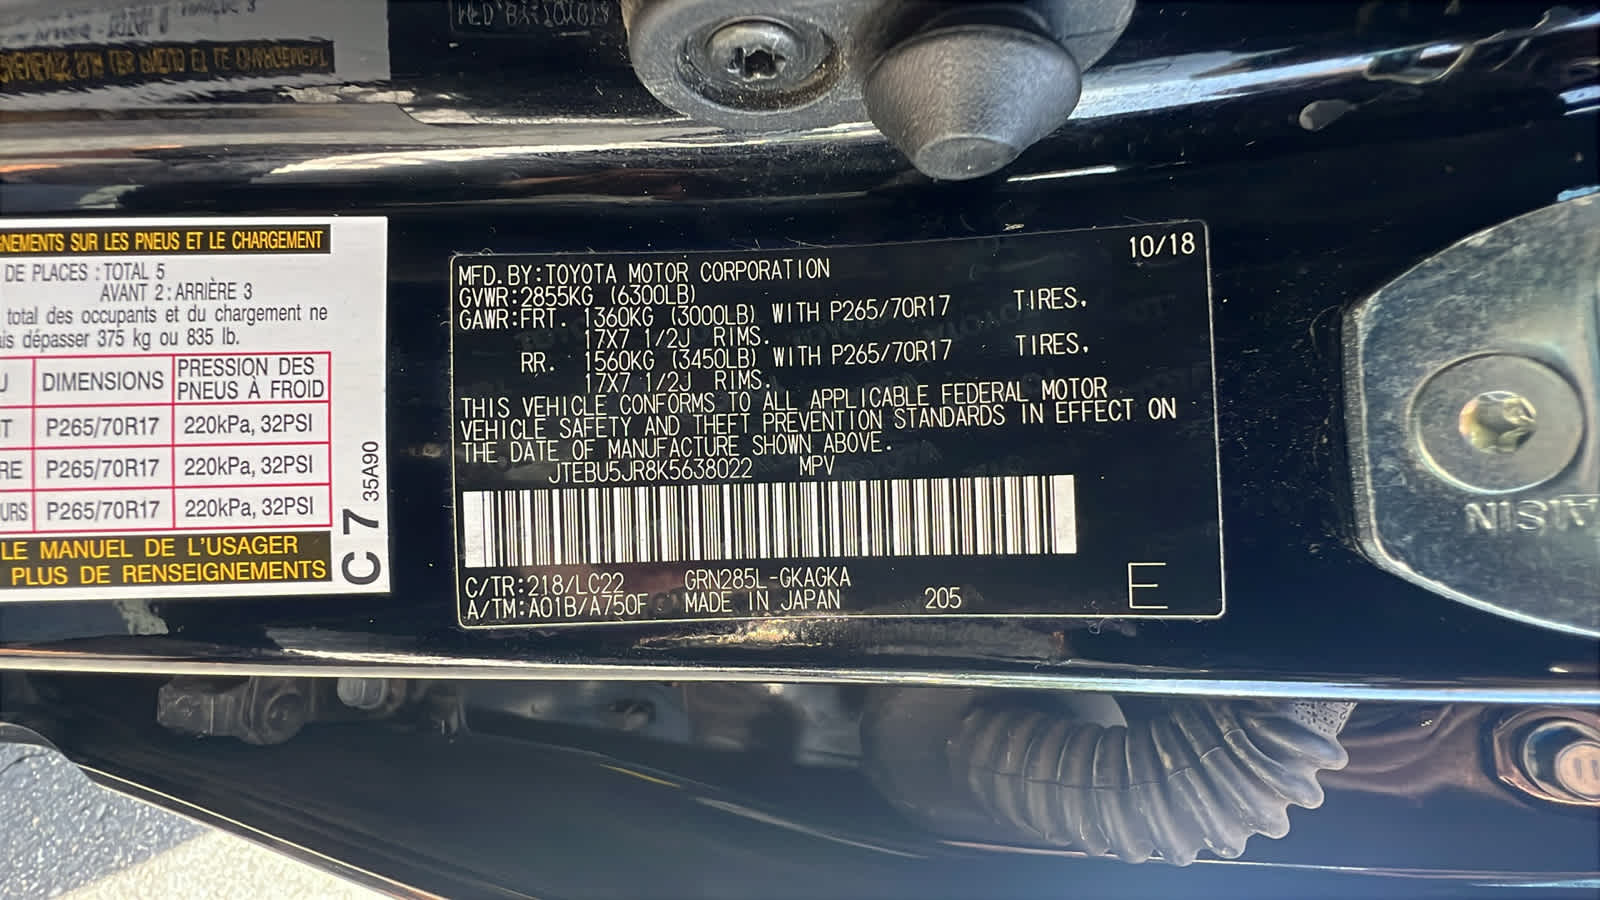 GNEMENTS SUR LES PNEUS ET LE CHARGEMENT
DE PLACES : TOTAL 5
AVANT 2 : ARRIÈRE 3
total des occupants et du chargement ne
is dépasser 375 kg ou 835 lb.
DIMENSIONS
PRESSION DES
PNEUS À FROID
P265/70R17 220kPa, 32PSI
RE P265/70R17 220kPa, 32PSI
URS P265/70R17 220kPa, 32PSI
LE MANUEL DE L'USAGER
PLUS DE RENSEIGNEMENTS
C7 35A90
10/18
MFD. BY: TOYOTA MOTOR CORPORATION
GVWR: 2855KG (6300LB)
GAWR: FRT. 1360KG (3000LB) WITH P265/70R17 TIRES,
17X7 1/2J RIMS.
RR. 1560KG (3450LB) WITH P265/70R17 TIRES,
17X7 1/2J RIMS.
THIS VEHICLE CONFORMS TO ALL APPLICABLE FEDERAL MOTOR
VEHICLE SAFETY AND THEFT PREVENTION STANDARDS IN EFFECT ON
THE DATE OF MANUFACTURE SHOWN ABOVE.
JTEBU5JR8K5638022 MPV
C/TR: 218/LC22 GRN285L-GKAGKA
A/TM: A01B/A750F MADE IN JAPAN 205
E
AISIN